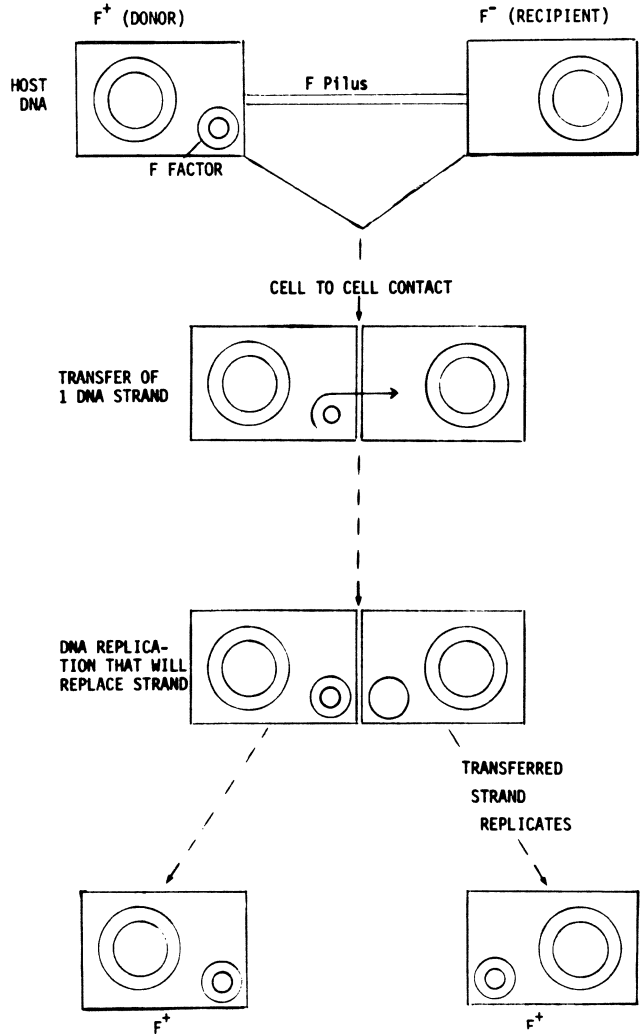 F+ (DONOR)
F- (RECIPIENT)
HOST
DNA
F Pilus
F FACTOR
CELL TO CELL CONTACT
TRANSFER OF
1 DNA STRAND
DNA REPLICA-
TION THAT WILL
REPLACE STRAND
TRANSFERRED
STRAND
REPLICATES
F+
F+